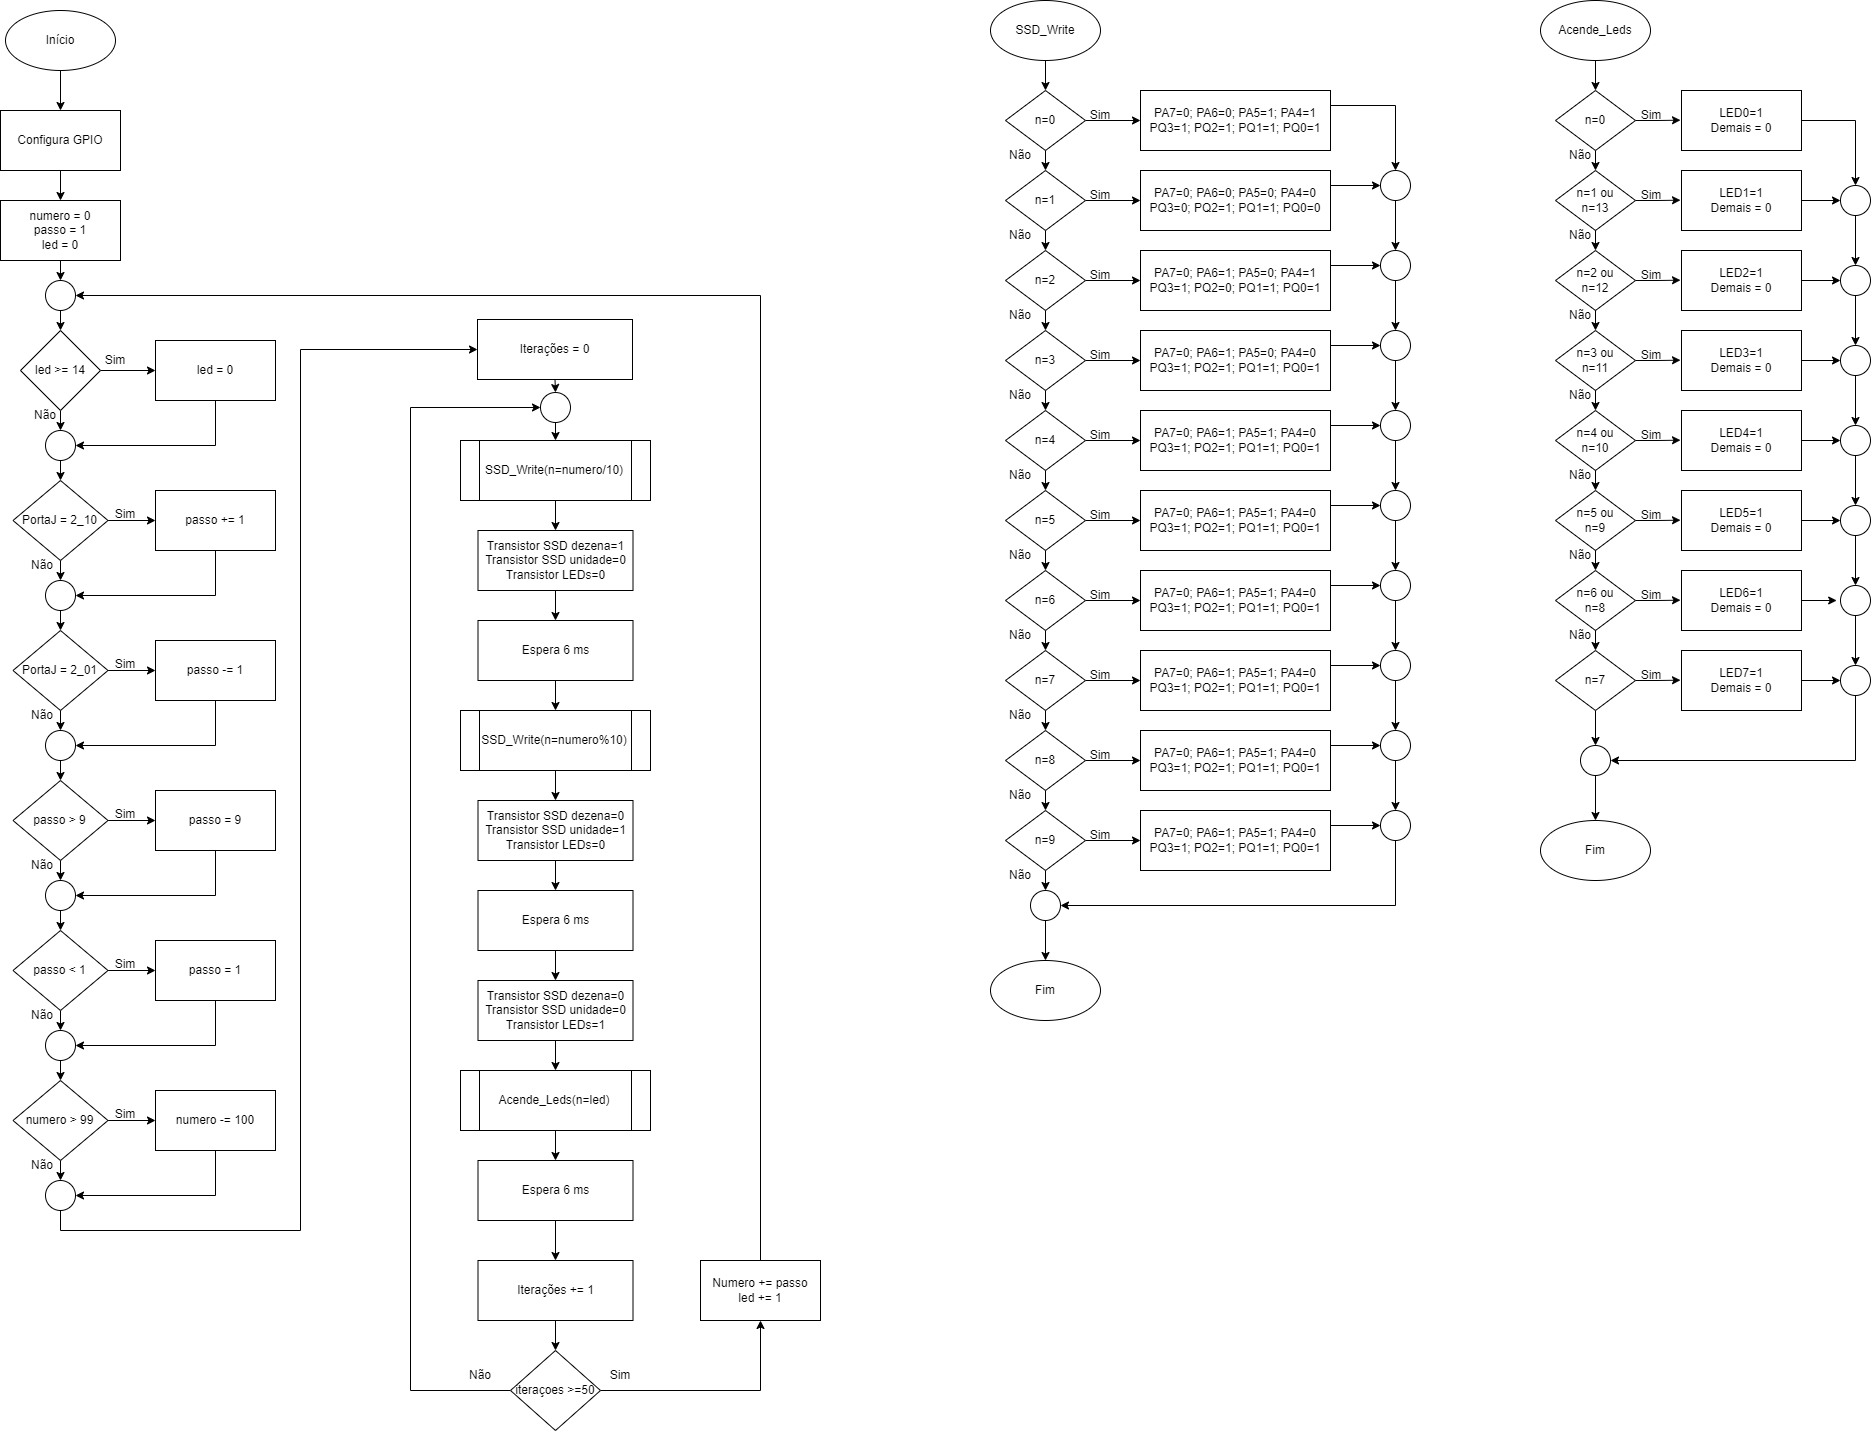 Início
Configura GPIO
numero = 0
passo = 1
led = 0
led >= 14
Sim
led = 0
Não
PortaJ = 2_10
Sim
passo += 1
Não
PortaJ = 2_01
Sim
passo -= 1
Não
passo > 9
Sim
passo = 9
Não
passo < 1
Sim
passo = 1
Não
numero > 99
Sim
numero -= 100
Não
Iterações = 0
SSD_Write(n=numero/10)
Transistor SSD dezena=1
Transistor SSD unidade=0
Transistor LEDs=0
Espera 6 ms
SSD_Write(n=numero%10)
Transistor SSD dezena=0
Transistor SSD unidade=1
Transistor LEDs=0
Espera 6 ms
Transistor SSD dezena=0
Transistor SSD unidade=0
Transistor LEDs=1
Acende_Leds(n=led)
Espera 6 ms
Iterações += 1
iteraçoes >=50
Não
Sim
Numero += passo
led += 1
SSD_Write
n=0
Sim
PA7=0; PA6=0; PA5=1; PA4=1
PQ3=1; PQ2=1; PQ1=1; PQ0=1
Não
n=1
Sim
PA7=0; PA6=0; PA5=0; PA4=0
PQ3=0; PQ2=1; PQ1=1; PQ0=0
Não
n=2
Sim
PA7=0; PA6=1; PA5=0; PA4=1
PQ3=1; PQ2=0; PQ1=1; PQ0=1
Não
n=3
Sim
PA7=0; PA6=1; PA5=0; PA4=0
PQ3=1; PQ2=1; PQ1=1; PQ0=1
Não
n=4
Sim
PA7=0; PA6=1; PA5=1; PA4=0
PQ3=1; PQ2=1; PQ1=1; PQ0=1
Não
n=5
Sim
PA7=0; PA6=1; PA5=1; PA4=0
PQ3=1; PQ2=1; PQ1=1; PQ0=1
Não
n=6
Sim
PA7=0; PA6=1; PA5=1; PA4=0
PQ3=1; PQ2=1; PQ1=1; PQ0=1
Não
n=7
Sim
PA7=0; PA6=1; PA5=1; PA4=0
PQ3=1; PQ2=1; PQ1=1; PQ0=1
Não
n=8
Sim
PA7=0; PA6=1; PA5=1; PA4=0
PQ3=1; PQ2=1; PQ1=1; PQ0=1
Não
n=9
Sim
PA7=0; PA6=1; PA5=1; PA4=0
PQ3=1; PQ2=1; PQ1=1; PQ0=1
Não
Fim
Acende_Leds
n=0
Sim
LED0=1
Demais = 0
Não
n=1 ou
n=13
Sim
LED1=1
Demais = 0
Não
n=2 ou
n=12
Sim
LED2=1
Demais = 0
Não
n=3 ou
n=11
Sim
LED3=1
Demais = 0
Não
n=4 ou
n=10
Sim
LED4=1
Demais = 0
Não
n=5 ou
n=9
Sim
LED5=1
Demais = 0
Não
n=6 ou
n=8
Sim
LED6=1
Demais = 0
Não
n=7
Sim
LED7=1
Demais = 0
Fim